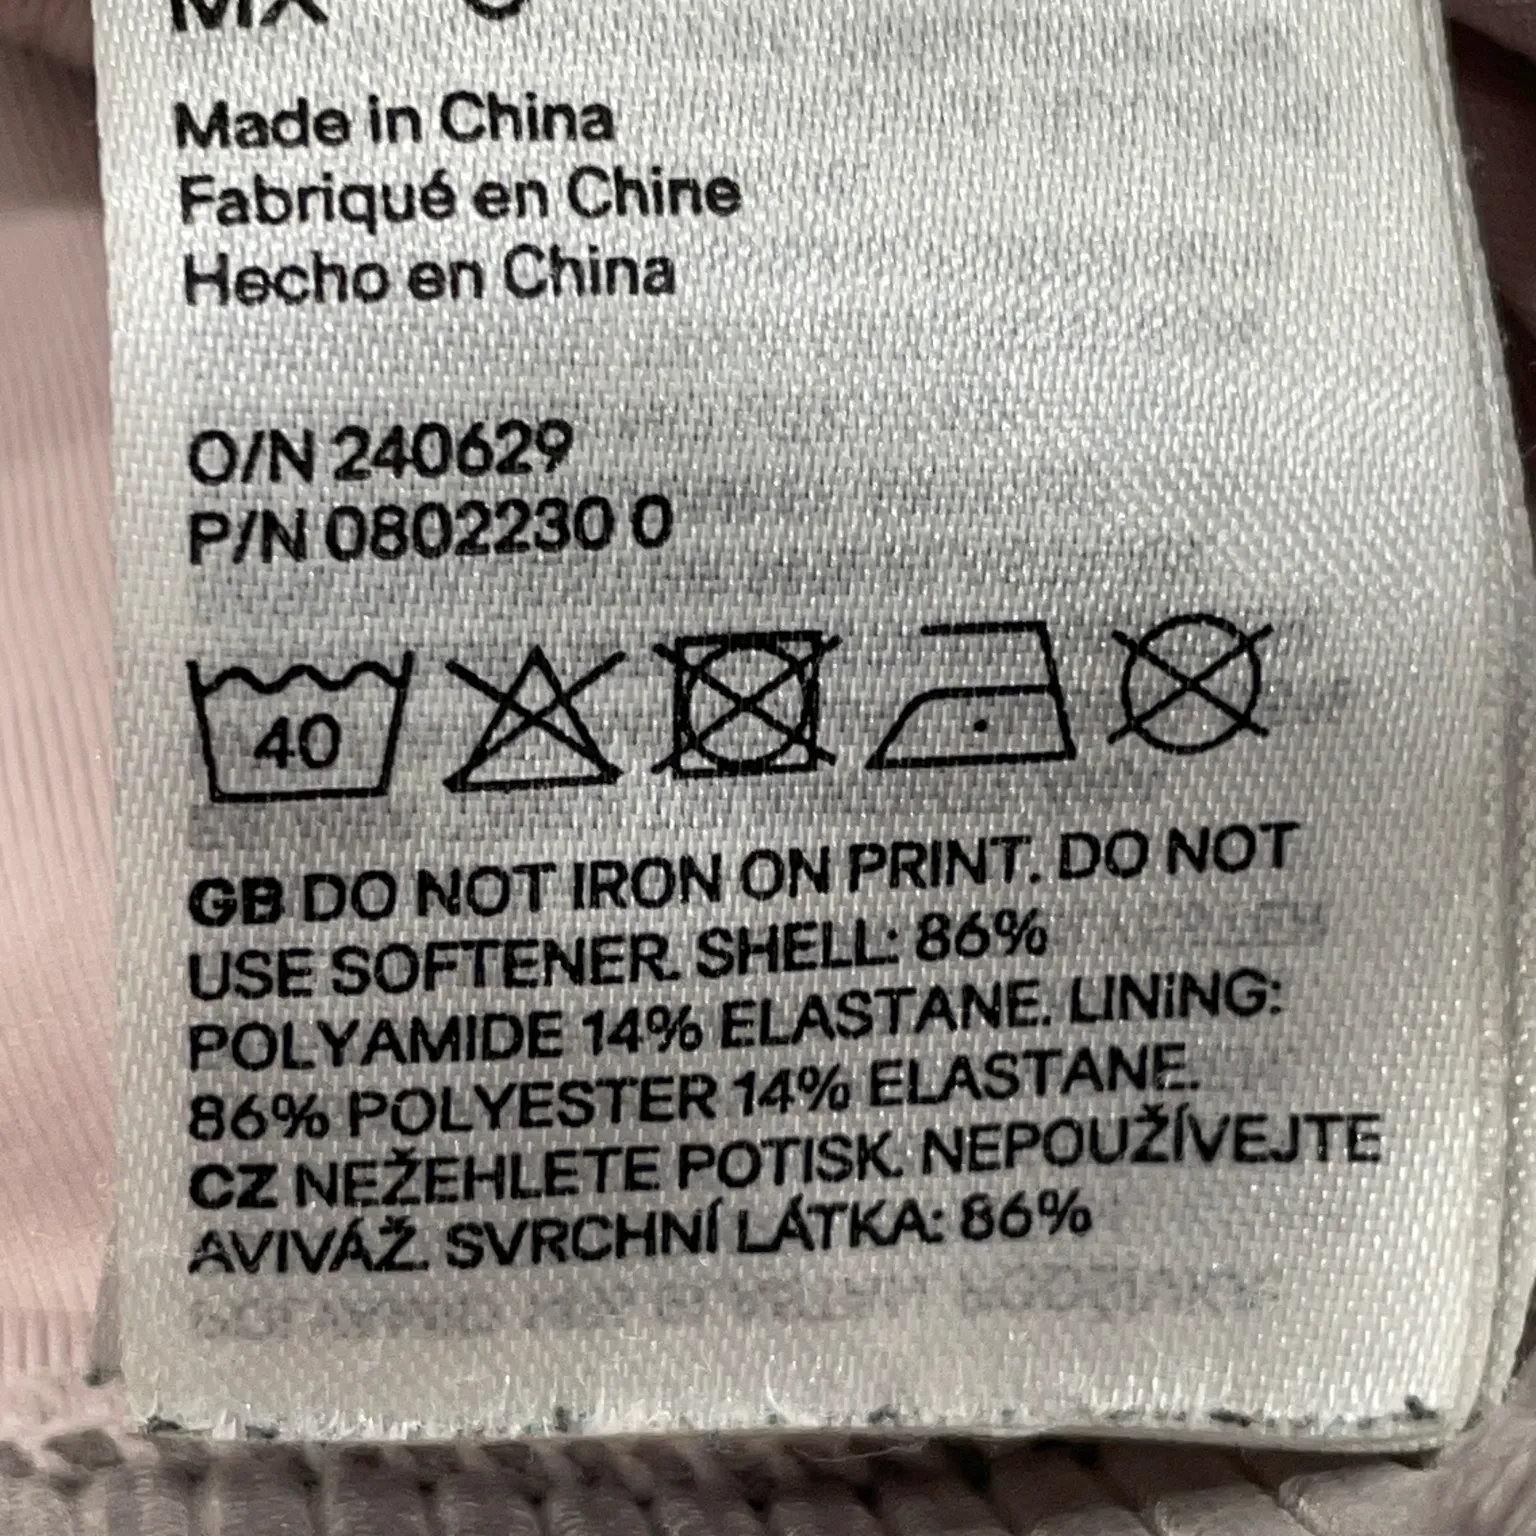 MX
Made in China
Fabriqué en Chine
Hecho en China
O/N 240629
P/N 0802230 0
40
GB DO NOT IRON ON PRINT. DO NOT
USE SOFTENER. SHELL: 86%
POLYAMIDE 14% ELASTANE. LINING:
86% POLYESTER 14% ELASTANE.
CZ NEŽEHLETE POTISK. NEPOUŽÍVEJTE
AVIVÁŽ. SVRCHNÍ LÁTKA: 86%